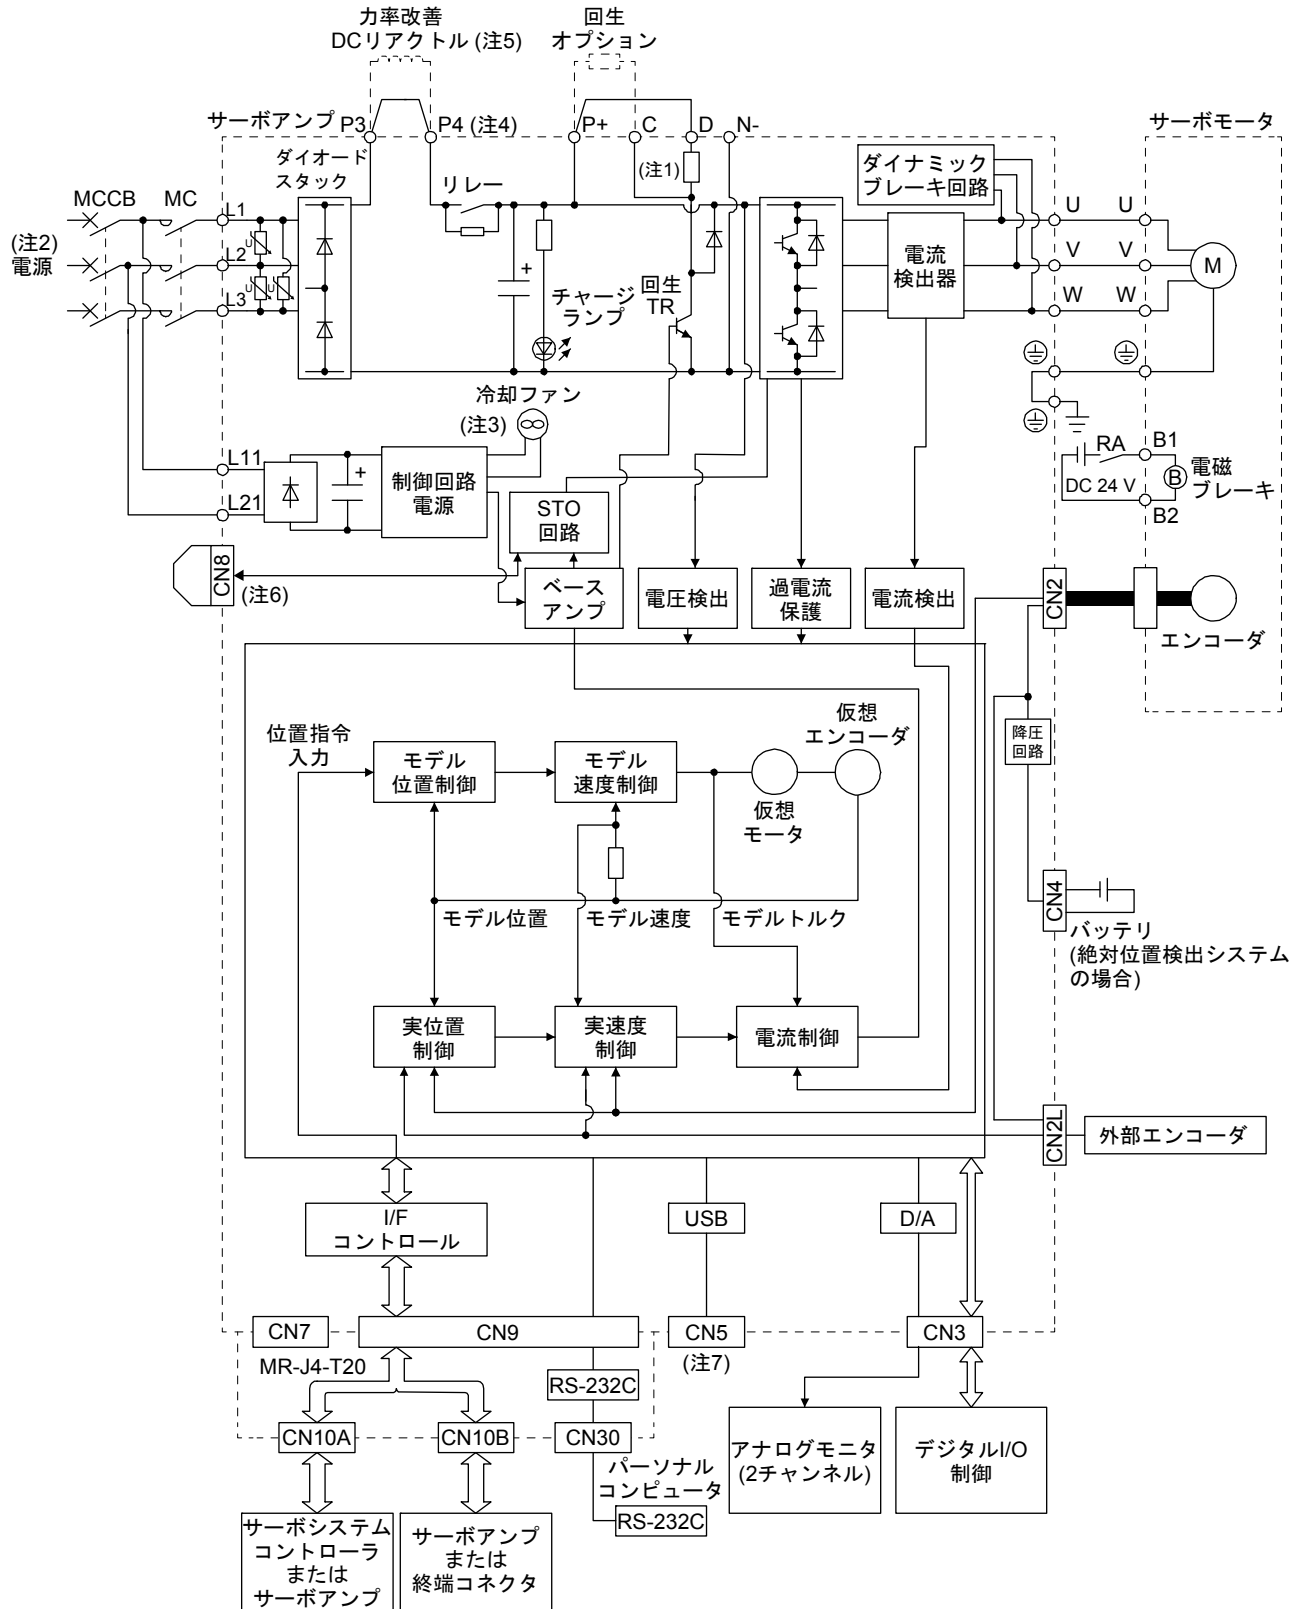 力率改善
DCリアクトル (注5)
回生
オプション
サーボアンプ
P3
P4 (注4)
P+
C
D
N-
サーボモータ
ダイオード
スタック
リレー
(注1)
ダイナミック
ブレーキ回路
MCCB
MC
L1
L2
L3
(注2)
電源
U
U
U
+
チャージ
ランプ
回生
TR
電流
検出器
U
U
V
V
W
W
M
冷却ファン
(注3)
L11
L21
+
制御回路
電源
STO
回路
RA
DC 24 V
B1
B
B2
電磁
ブレーキ
CN8
(注6)
ベース
アンプ
電圧検出
過電流
保護
電流検出
CN2
エンコーダ
位置指令
入力
モデル
位置制御
モデル
速度制御
仮想
エンコーダ
仮想
モータ
降圧
回路
モデル位置
モデル速度
モデルトルク
CN4
バッテリ
(絶対位置検出システム
の場合)
実位置
制御
実速度
制御
電流制御
CN2L
外部エンコーダ
I/F
コントロール
USB
D/A
CN7
CN9
CN5
(注7)
CN3
MR-J4-T20
RS-232C
CN10A
CN10B
CN30
アナログモニタ
(2チャンネル)
デジタルI/O
制御
パーソナル
コンピュータ
RS-232C
サーボシステム
コントローラ
または
サーボアンプ
サーボアンプ
または
終端コネクタ